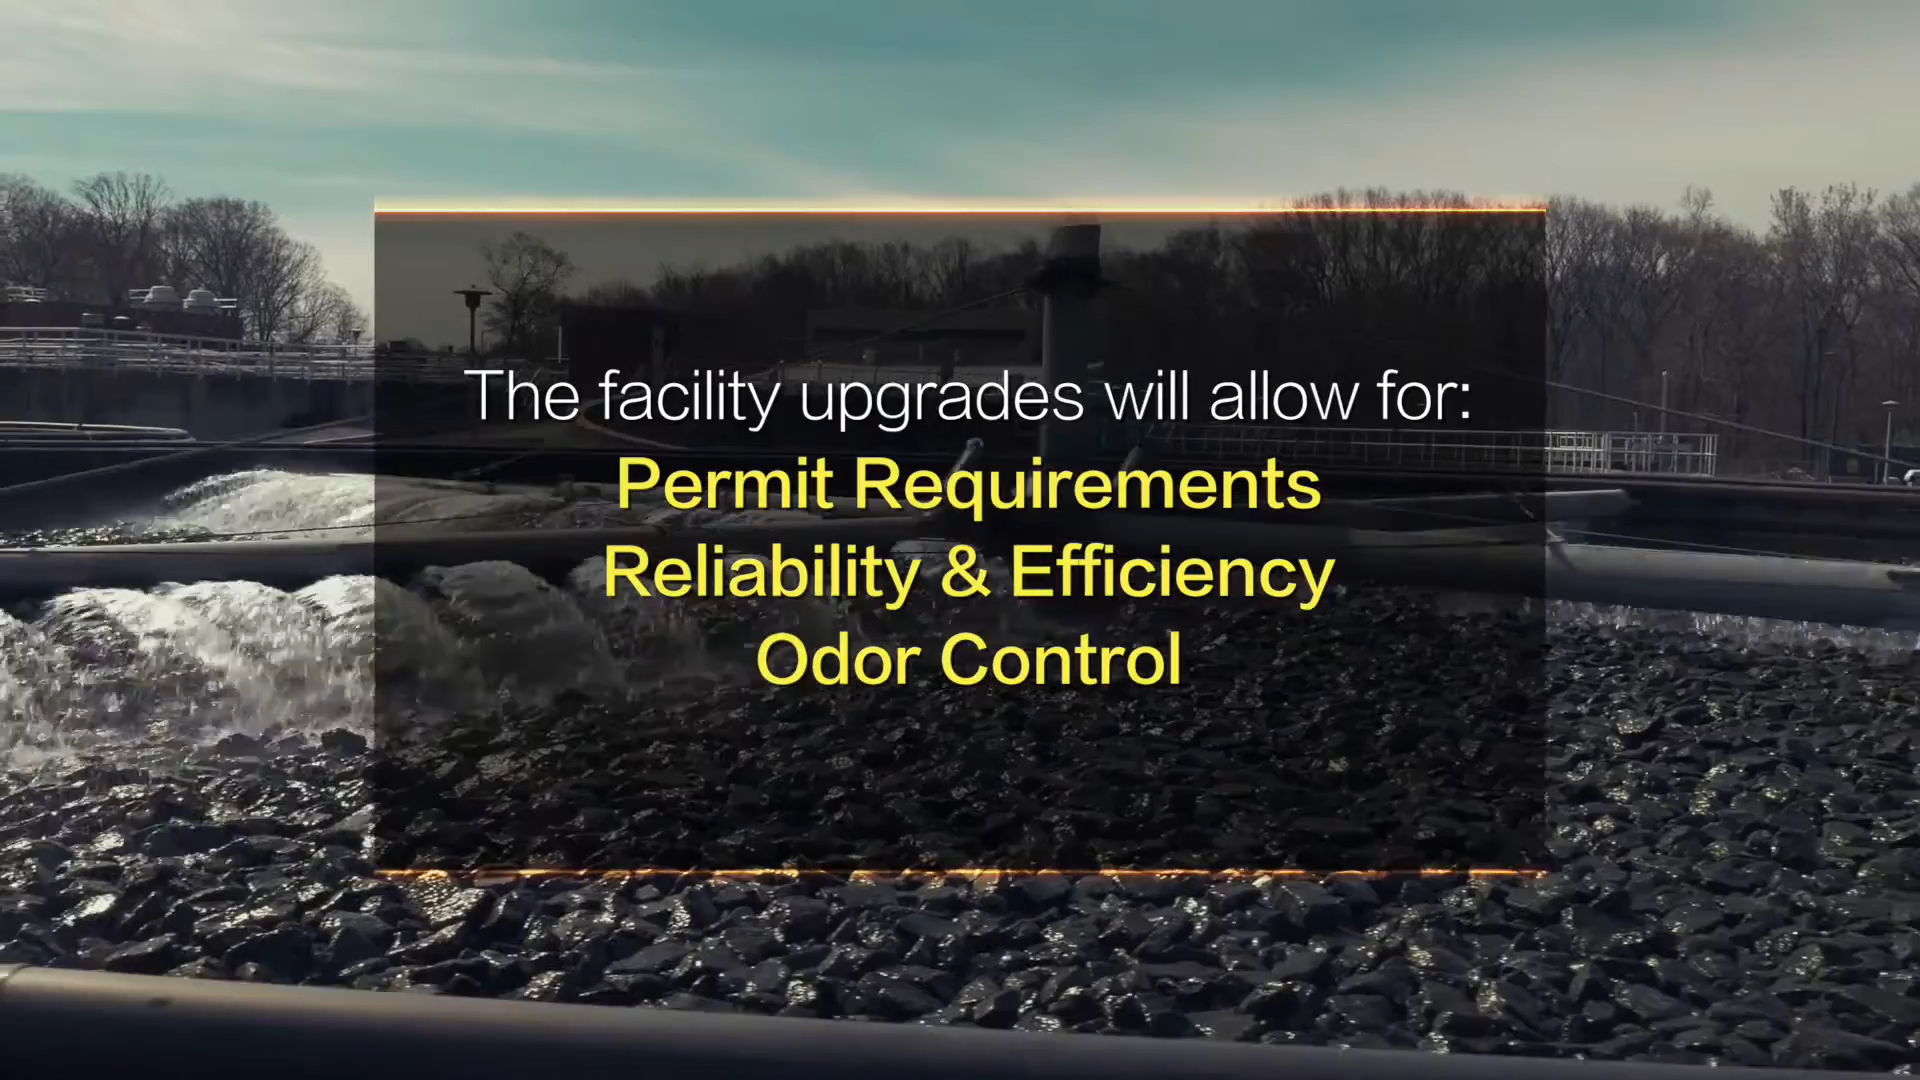 The facility upgrades will allow for:
Permit Requirements
Reliability & Efficiency
Odor Control